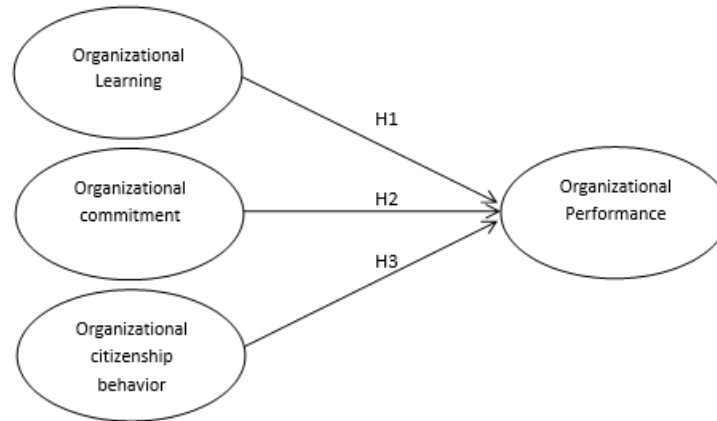 Organizational
Learning
H1
Organizational
commitment
H2
Organizational
Performance
H3
Organizational
citizenship
behavior